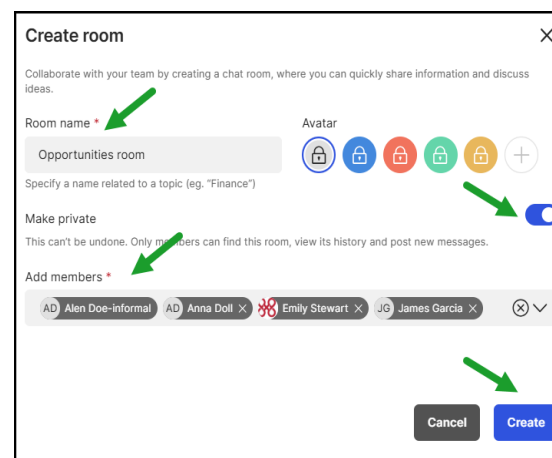 Create room
Collaborate with your team by creating a chat room, where you can quickly share information and discuss
ideas.
Room name *
Avatar
Opportunities room
Specify a name related to a topic (eg. "Finance")
Make private
This can't be undone. Only members can find this room, view its history and post new messages.
Add members *
AD Alen Doe-informal AD Anna Doll Emily Stewart JG James Garcia
Cancel Create